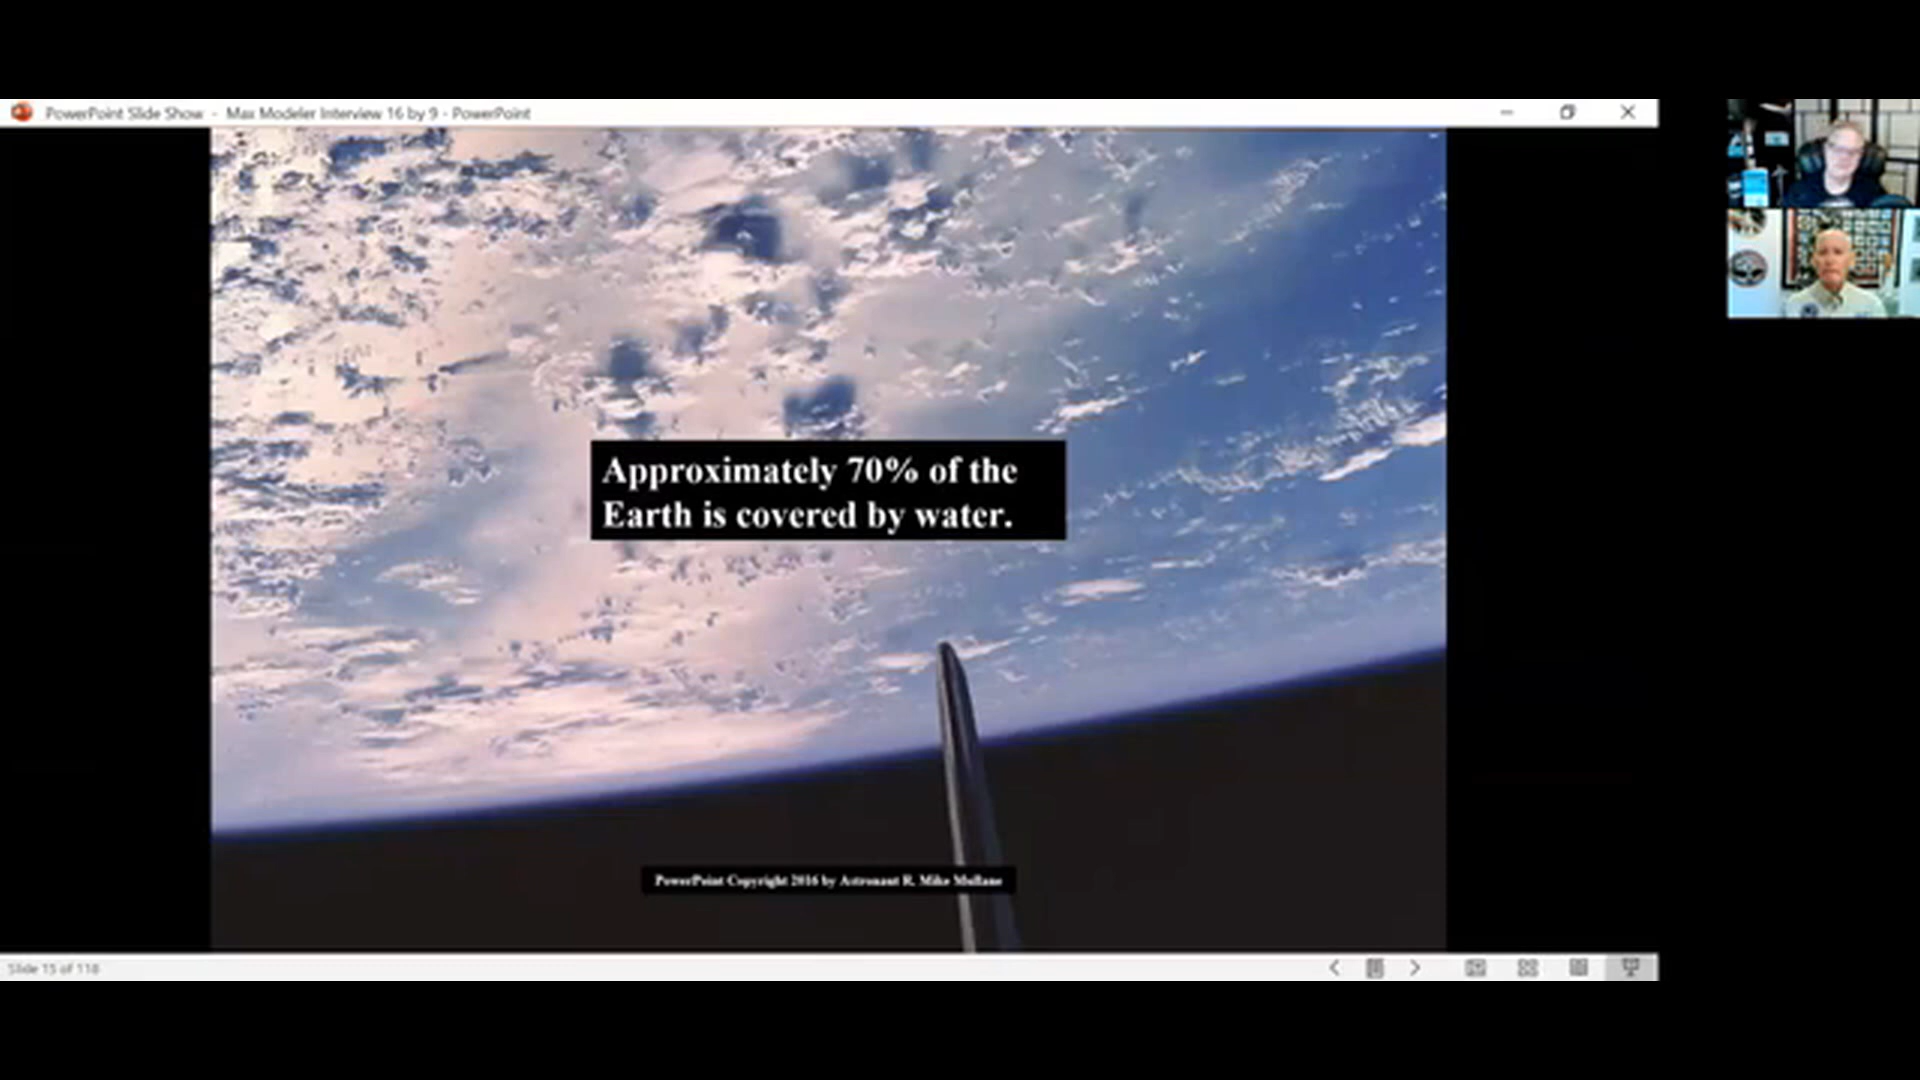 PowerPoint Slide Show - Max Modeler Interview 16 by 9 - PowerPoint
Approximately 70% of the
Earth is covered by water.
PowerPoint Copyright 2016 by Astronaut R. Mike Mullane
Slide 15 of 118